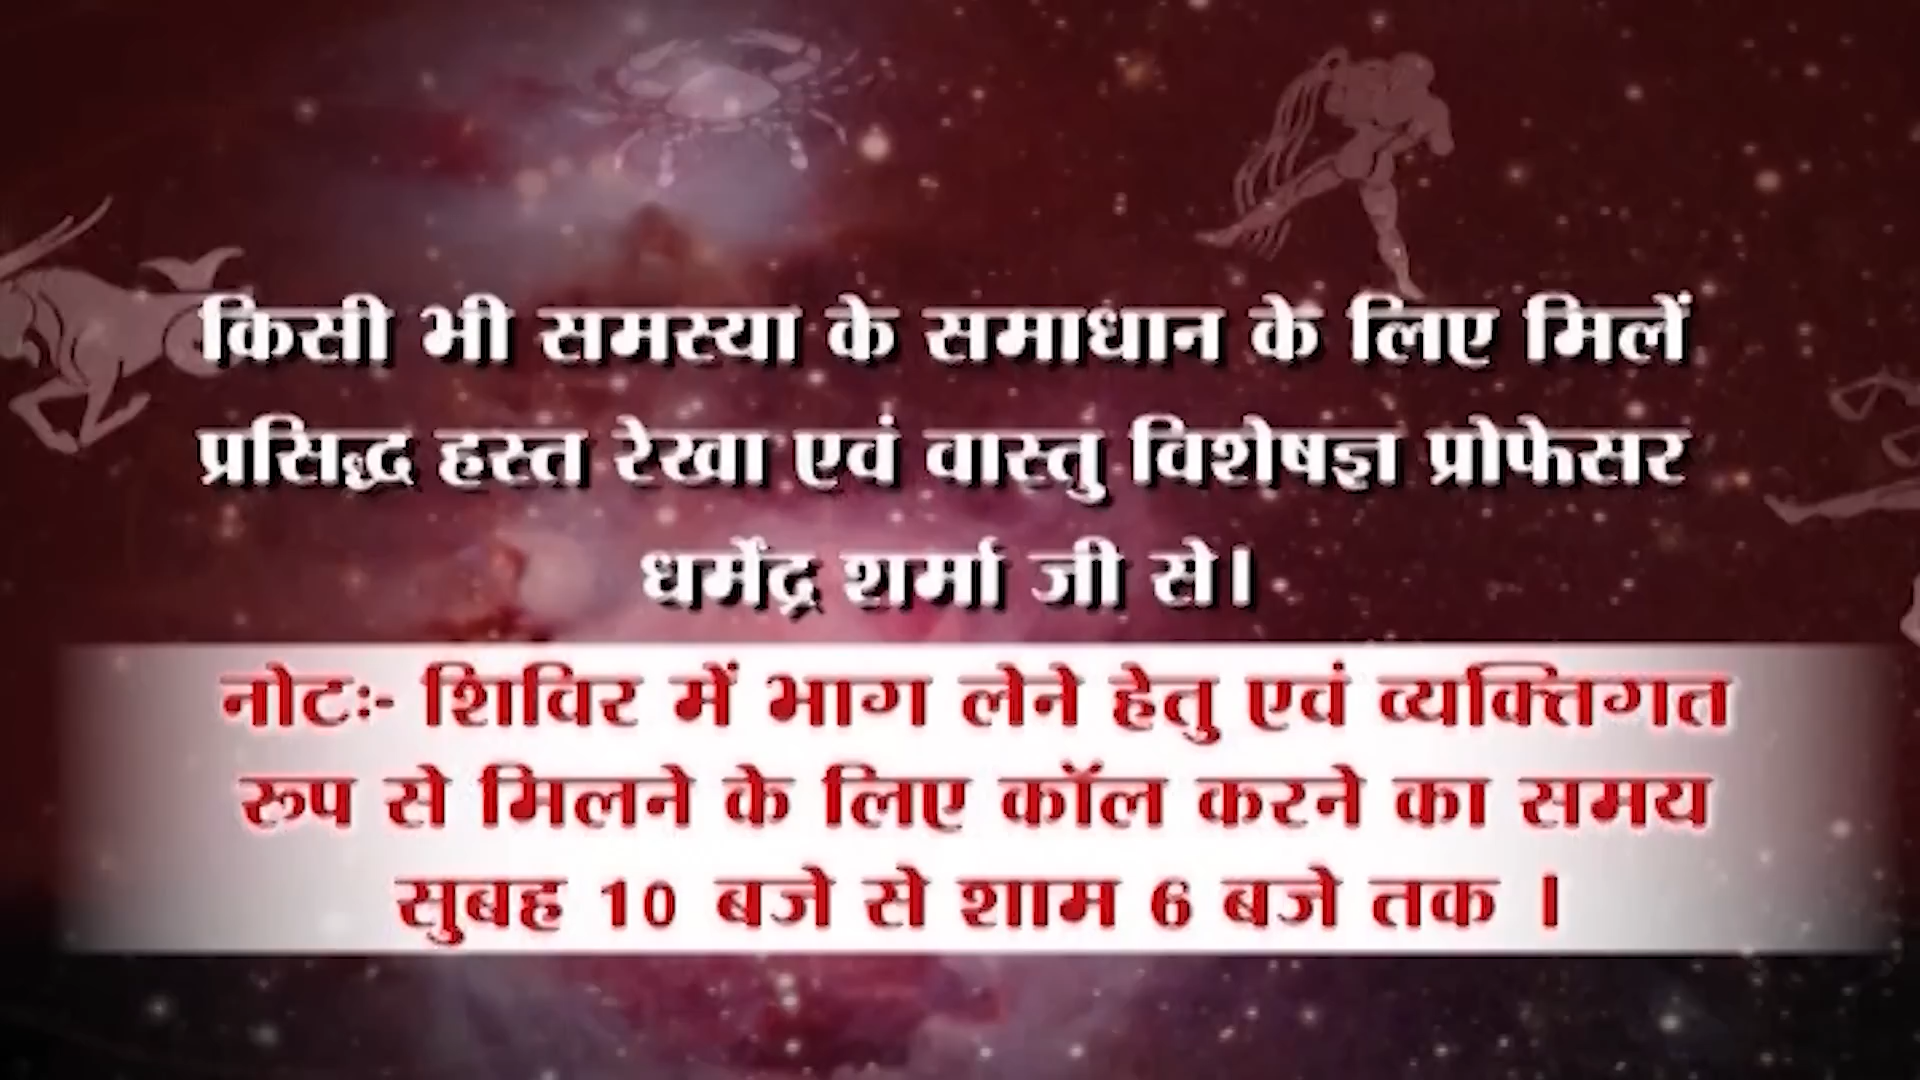 किसी भी समस्या के समाधान के लिए मिलें
प्रसिद्ध हस्त रेखा एवं वास्तु विशेषज्ञ प्रोफेसर
धर्मेंद्र शर्मा जी से।
नोटः- शिविर में भाग लेने हेतु एवं व्यक्तिगत
रूप से मिलने के लिए कॉल करने का समय
सुबह 10 बजे से शाम 6 बजे तक ।